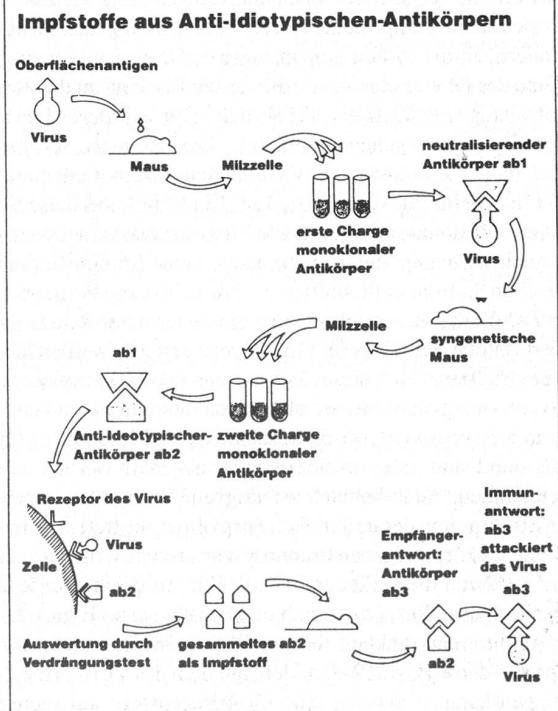 Impfstoffe aus Anti-Idiotypischen-Antikörpern
Oberflächenantigen
Virus
Maus
Milzzelle
erste Charge
monoklonaler
Antikörper
neutralisierender
Antikörper ab1
Virus
syngenetische
Maus
Milzzelle
zweite Charge
monoklonaler
Antikörper
ab1
Anti-Ideotypischer-
Antikörper ab2
Rezeptor des Virus
Virus
Zelle
ab2
Auswertung durch
Verdrängungstest
gesammeltes ab2
als Impfstoff
Empfänger-
antwort:
Antikörper
ab3
ab2
Immun-
antwort:
ab3
attackiert
das Virus
ab3
Virus